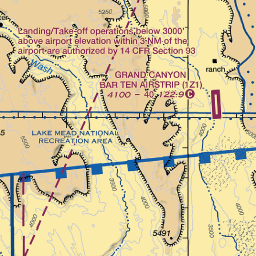 Landing/Take-off operations below 3000'
above airport elevation within 3 NM of the
airport are authorized by 14 CFR Section 93
Wash
ranch
GRAND CANYON
BAR TEN AIRSTRIP (1Z1)
4100 - 40 122.9 C
LAKE MEAD NATIONAL
RECREATION AREA
5491